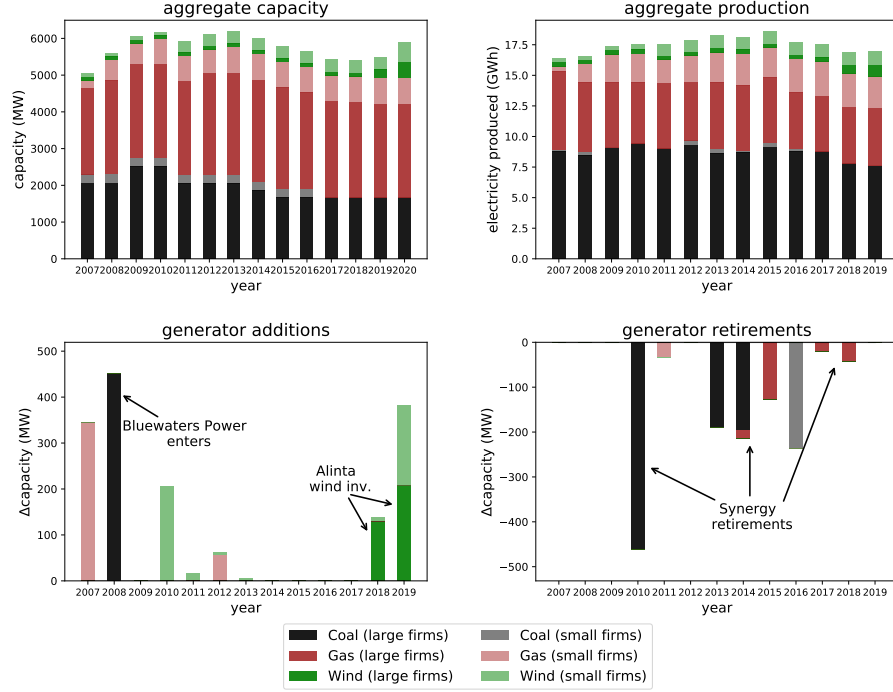 aggregate capacity
capacity (MW)
6000
5000
4000
3000
2000
1000
0
2007 2008 2009 2010 2011 2012 2013 2014 2015 2016 2017 2018 2019 2020
year
aggregate production
electricity produced (GWh)
17.5
15.0
12.5
10.0
7.5
5.0
2.5
0.0
2007 2008 2009 2010 2011 2012 2013 2014 2015 2016 2017 2018 2019
year
generator additions
Δcapacity (MW)
500
400
300
200
100
0
Bluewaters Power
enters
Alinta
wind inv.
2007 2008 2009 2010 2011 2012 2013 2014 2015 2016 2017 2018 2019
year
generator retirements
Δcapacity (MW)
0
−100
−200
−300
−400
−500
Synergy
retirements
2007 2008 2009 2010 2011 2012 2013 2014 2015 2016 2017 2018 2019
year
Coal (large firms)
Gas (large firms)
Wind (large firms)
Coal (small firms)
Gas (small firms)
Wind (small firms)